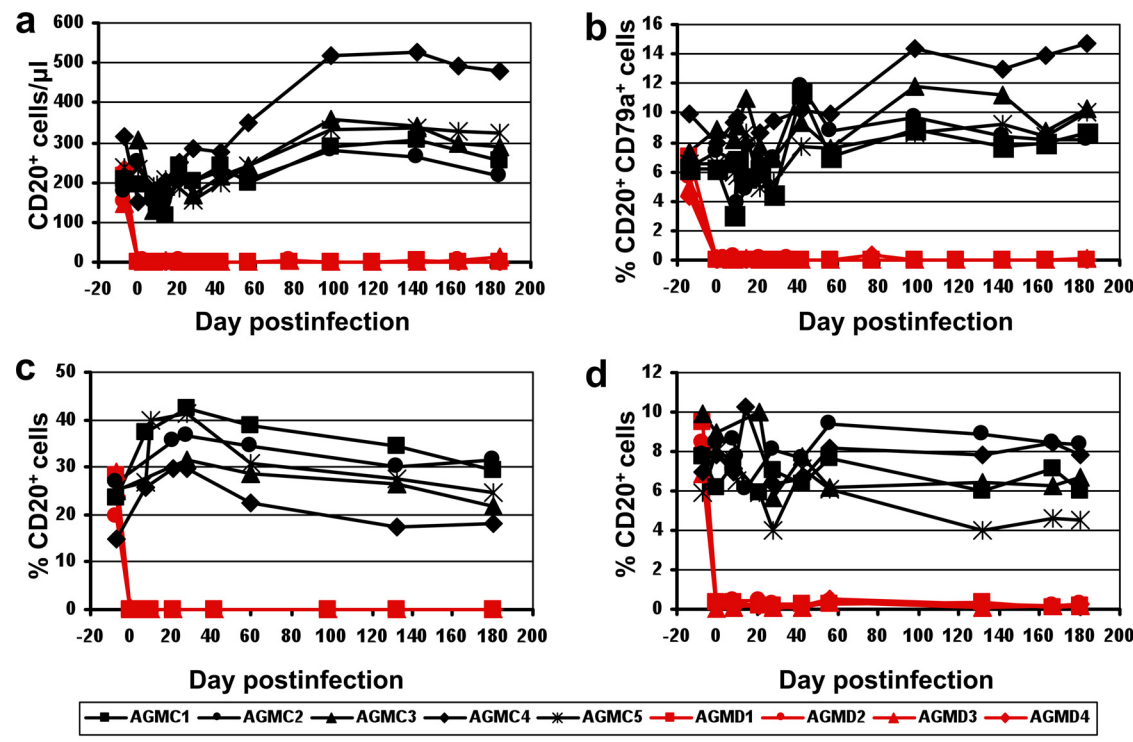 a
600
500
400
300
200
100
0
CD20⁺ cells/µl
-20 0 20 40 60 80 100 120 140 160 180 200
Day postinfection
b
16
14
12
10
8
6
4
2
0
% CD20⁺ CD79a⁺ cells
-20 0 20 40 60 80 100 120 140 160 180 200
Day postinfection
c
50
40
30
20
10
0
% CD20⁺ cells
-20 0 20 40 60 80 100 120 140 160 180 200
Day postinfection
d
12
10
8
6
4
2
0
% CD20⁺ cells
-20 0 20 40 60 80 100 120 140 160 180 200
Day postinfection
AGMC1 AGMC2 AGMC3 AGMC4 AGMC5 AGMD1 AGMD2 AGMD3 AGMD4